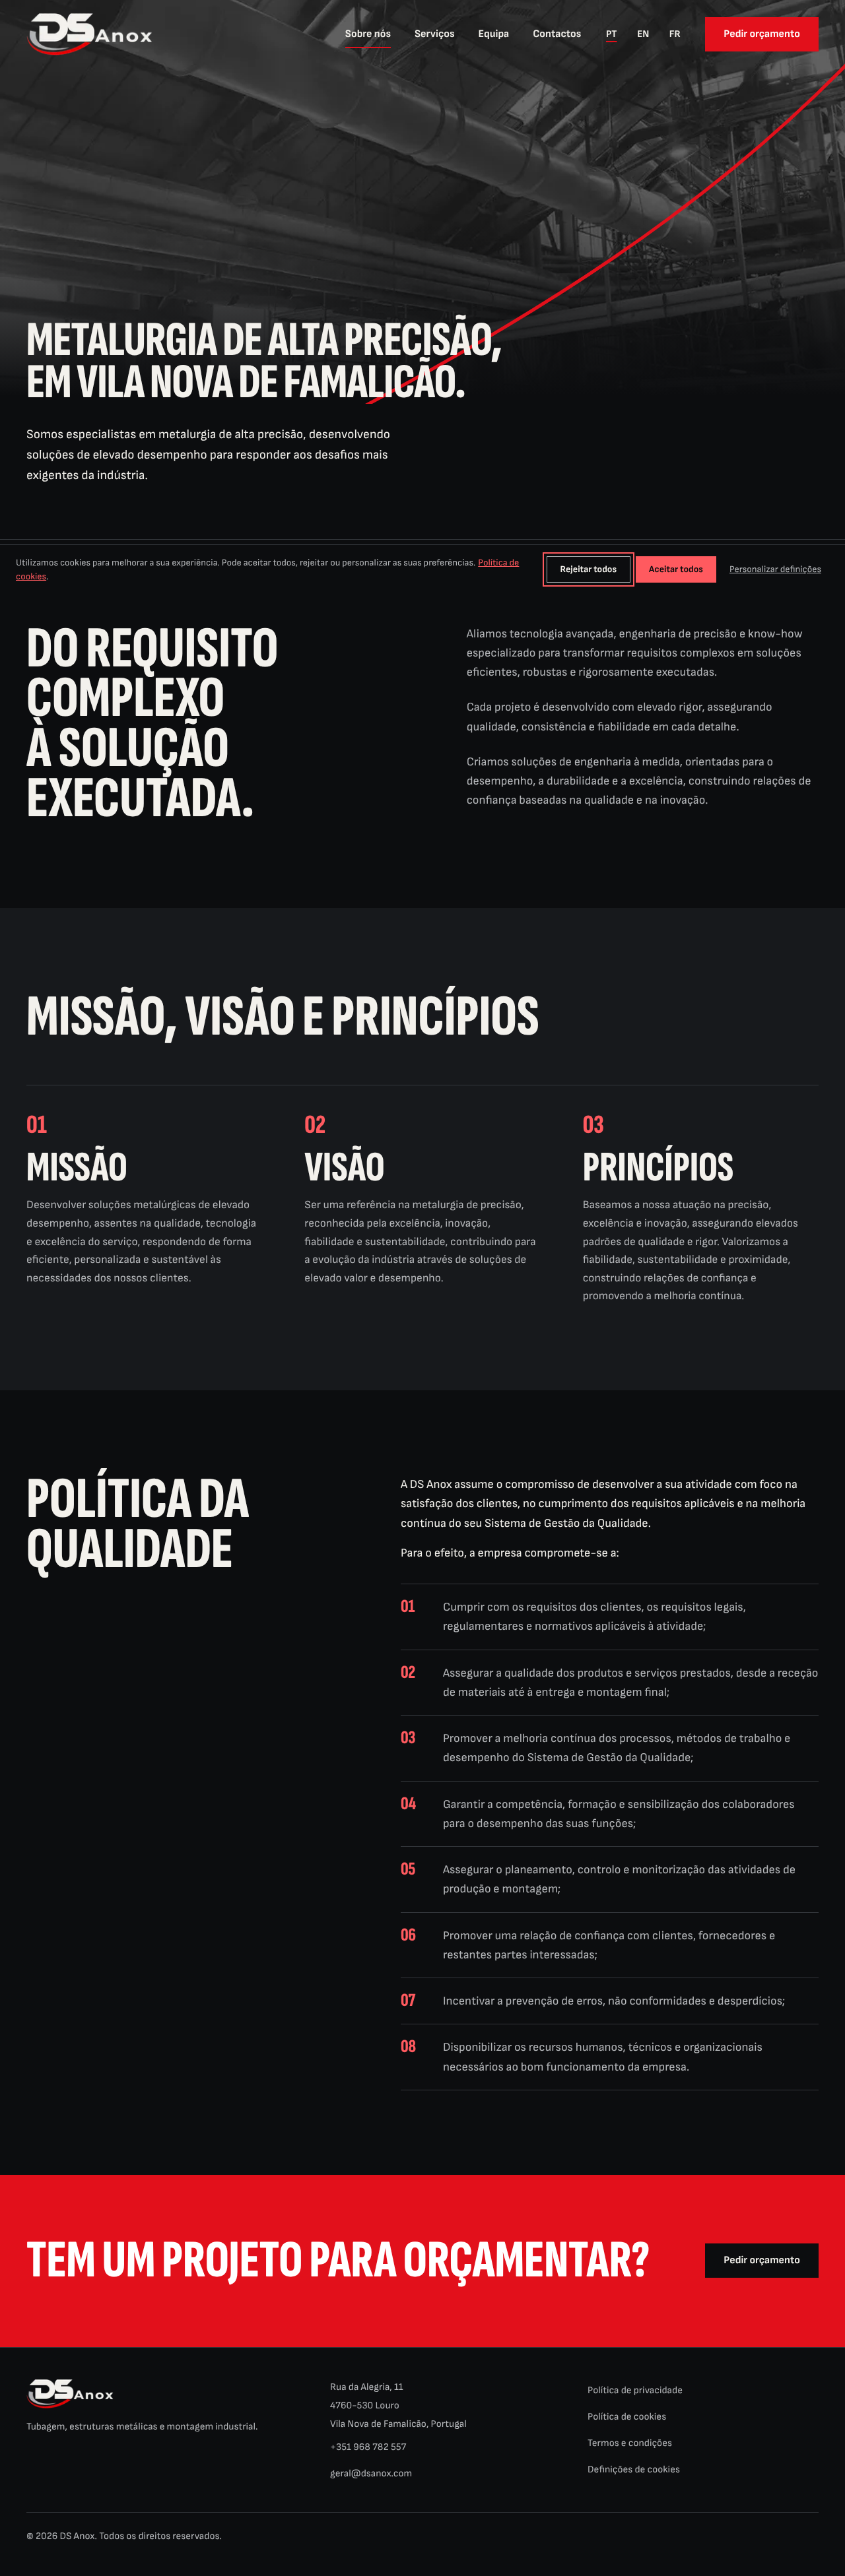 DS Anox
Sobre nós
Serviços
Equipa
Contactos
PT
EN
FR
Pedir orçamento
METALURGIA DE ALTA PRECISÃO,
EM VILA NOVA DE FAMALICÃO.
Somos especialistas em metalurgia de alta precisão, desenvolvendo
soluções de elevado desempenho para responder aos desafios mais
exigentes da indústria.
Utilizamos cookies para melhorar a sua experiência. Pode aceitar todos, rejeitar ou personalizar as suas preferências. Política de
cookies.
Rejeitar todos
Aceitar todos
Personalizar definições
DO REQUISITO
COMPLEXO
À SOLUÇÃO
EXECUTADA.
Aliamos tecnologia avançada, engenharia de precisão e know-how
especializado para transformar requisitos complexos em soluções
eficientes, robustas e rigorosamente executadas.
Cada projeto é desenvolvido com elevado rigor, assegurando
qualidade, consistência e fiabilidade em cada detalhe.
Criamos soluções de engenharia à medida, orientadas para o
desempenho, a durabilidade e a excelência, construindo relações de
confiança baseadas na qualidade e na inovação.
MISSÃO, VISÃO E PRINCÍPIOS
01
MISSÃO
Desenvolver soluções metalúrgicas de elevado
desempenho, assentes na qualidade, tecnologia
e excelência do serviço, respondendo de forma
eficiente, personalizada e sustentável às
necessidades dos nossos clientes.
02
VISÃO
Ser uma referência na metalurgia de precisão,
reconhecida pela excelência, inovação,
fiabilidade e sustentabilidade, contribuindo para
a evolução da indústria através de soluções de
elevado valor e desempenho.
03
PRINCÍPIOS
Baseamos a nossa atuação na precisão,
excelência e inovação, assegurando elevados
padrões de qualidade e rigor. Valorizamos a
fiabilidade, sustentabilidade e proximidade,
construindo relações de confiança e
promovendo a melhoria contínua.
POLÍTICA DA
QUALIDADE
A DS Anox assume o compromisso de desenvolver a sua atividade com foco na
satisfação dos clientes, no cumprimento dos requisitos aplicáveis e na melhoria
contínua do seu Sistema de Gestão da Qualidade.
Para o efeito, a empresa compromete-se a:
01
Cumprir com os requisitos dos clientes, os requisitos legais,
regulamentares e normativos aplicáveis à atividade;
02
Assegurar a qualidade dos produtos e serviços prestados, desde a receção
de materiais até à entrega e montagem final;
03
Promover a melhoria contínua dos processos, métodos de trabalho e
desempenho do Sistema de Gestão da Qualidade;
04
Garantir a competência, formação e sensibilização dos colaboradores
para o desempenho das suas funções;
05
Assegurar o planeamento, controlo e monitorização das atividades de
produção e montagem;
06
Promover uma relação de confiança com clientes, fornecedores e
restantes partes interessadas;
07
Incentivar a prevenção de erros, não conformidades e desperdícios;
08
Disponibilizar os recursos humanos, técnicos e organizacionais
necessários ao bom funcionamento da empresa.
TEM UM PROJETO PARA ORÇAMENTAR?
Pedir orçamento
DS Anox
Tubagem, estruturas metálicas e montagem industrial.
Rua da Alegria, 11
4760-530 Louro
Vila Nova de Famalicão, Portugal
+351 968 782 557
geral@dsanox.com
Política de privacidade
Política de cookies
Termos e condições
Definições de cookies
© 2026 DS Anox. Todos os direitos reservados.